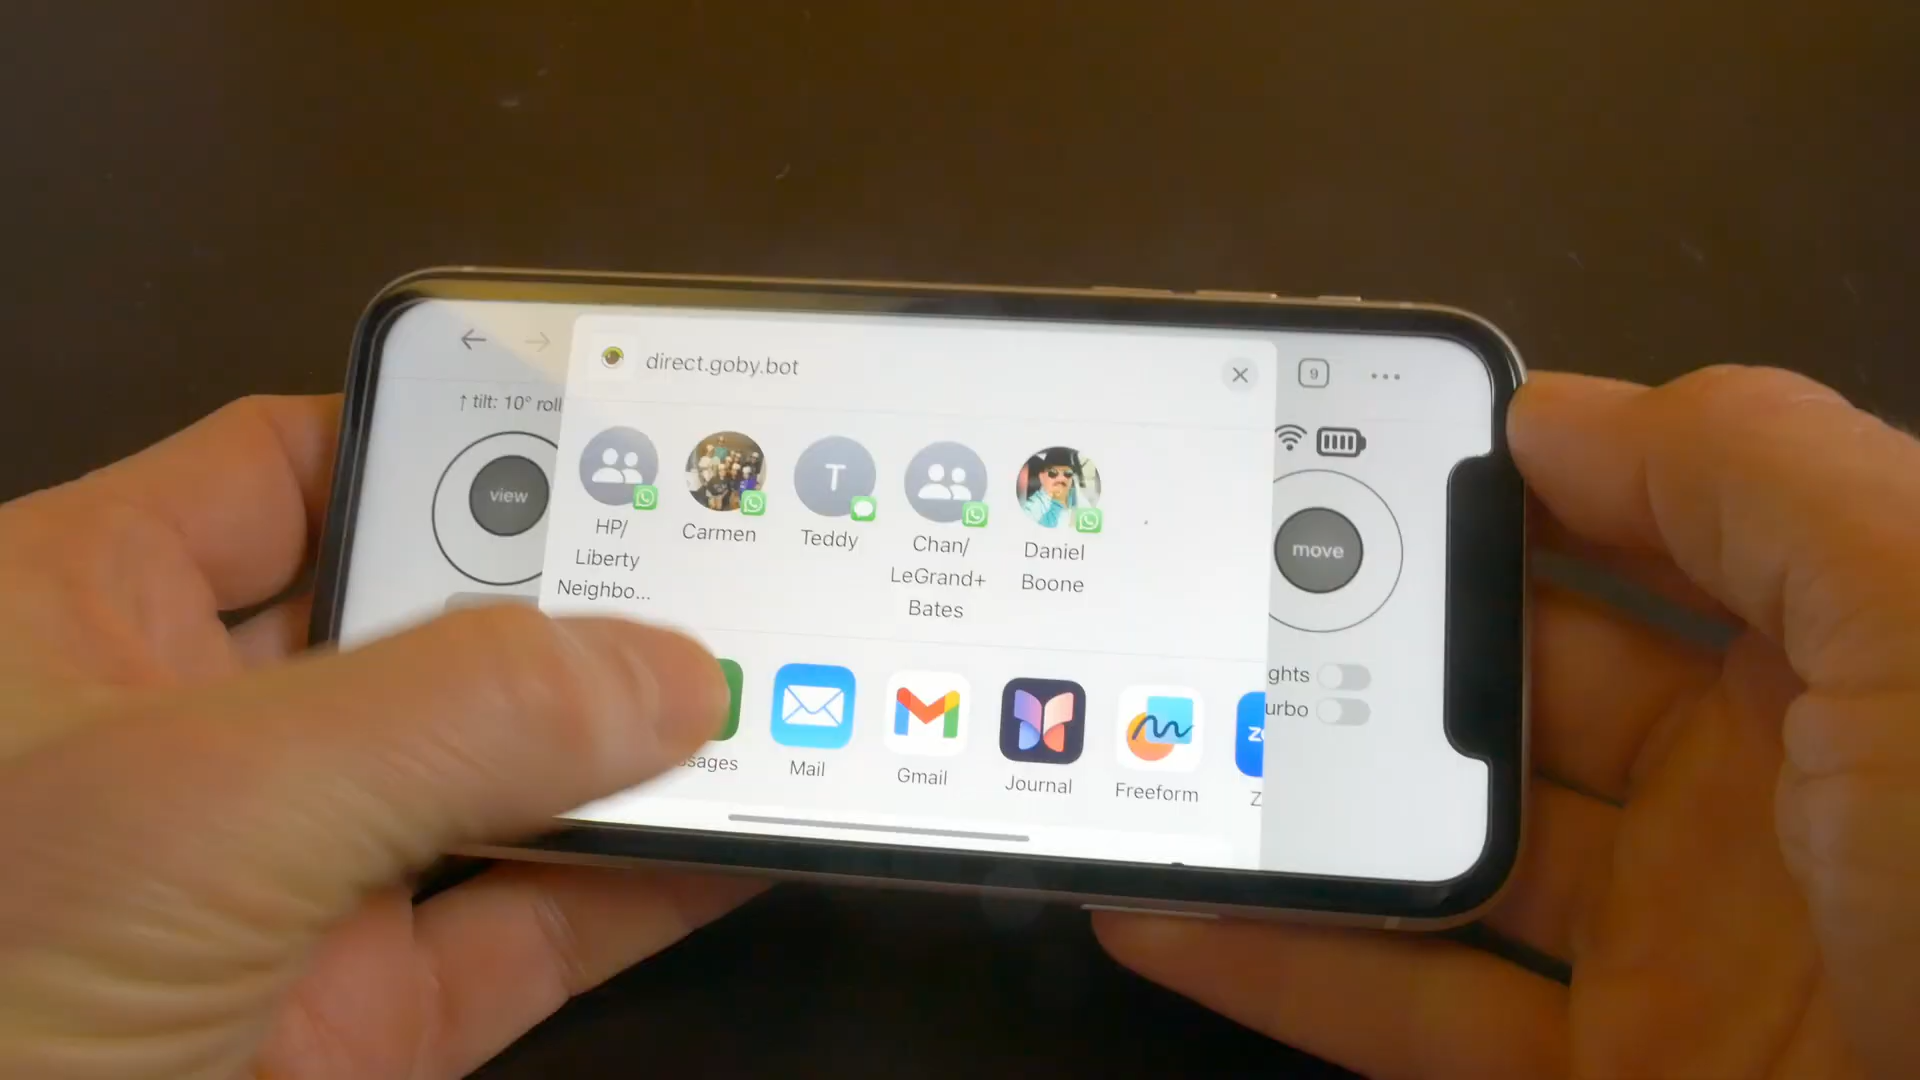 direct.goby.bot
9
↑ tilt: 10° roll
view
T
HP/
Liberty
Neighbo...
Carmen
Teddy
Chan/
LeGrand+
Bates
Daniel
Boone
move
ghts
urbo
sages
Mail
Gmail
Journal
Freeform
Z